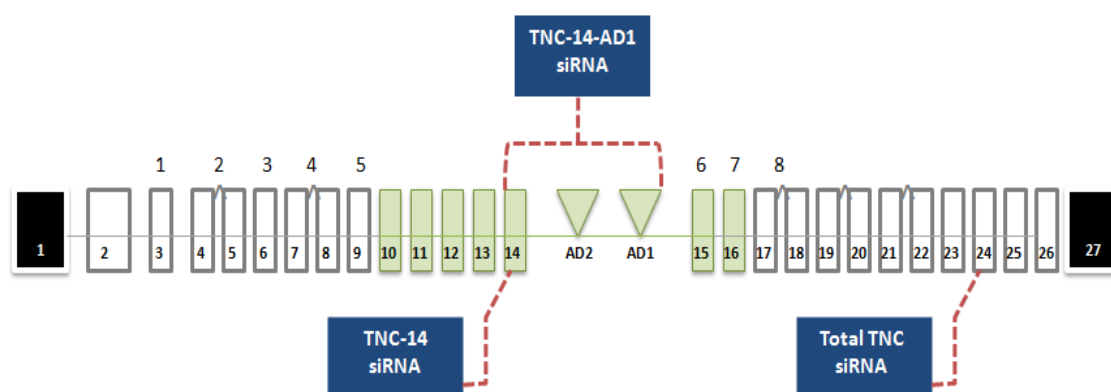 TNC-14-AD1
siRNA
1 2 3 4 5 6 7 8
1 2 3 4 5 6 7 8 9 10 11 12 13 14 AD2 AD1 15 16 17 18 19 20 21 22 23 24 25 26 27
TNC-14
siRNA
Total TNC
siRNA